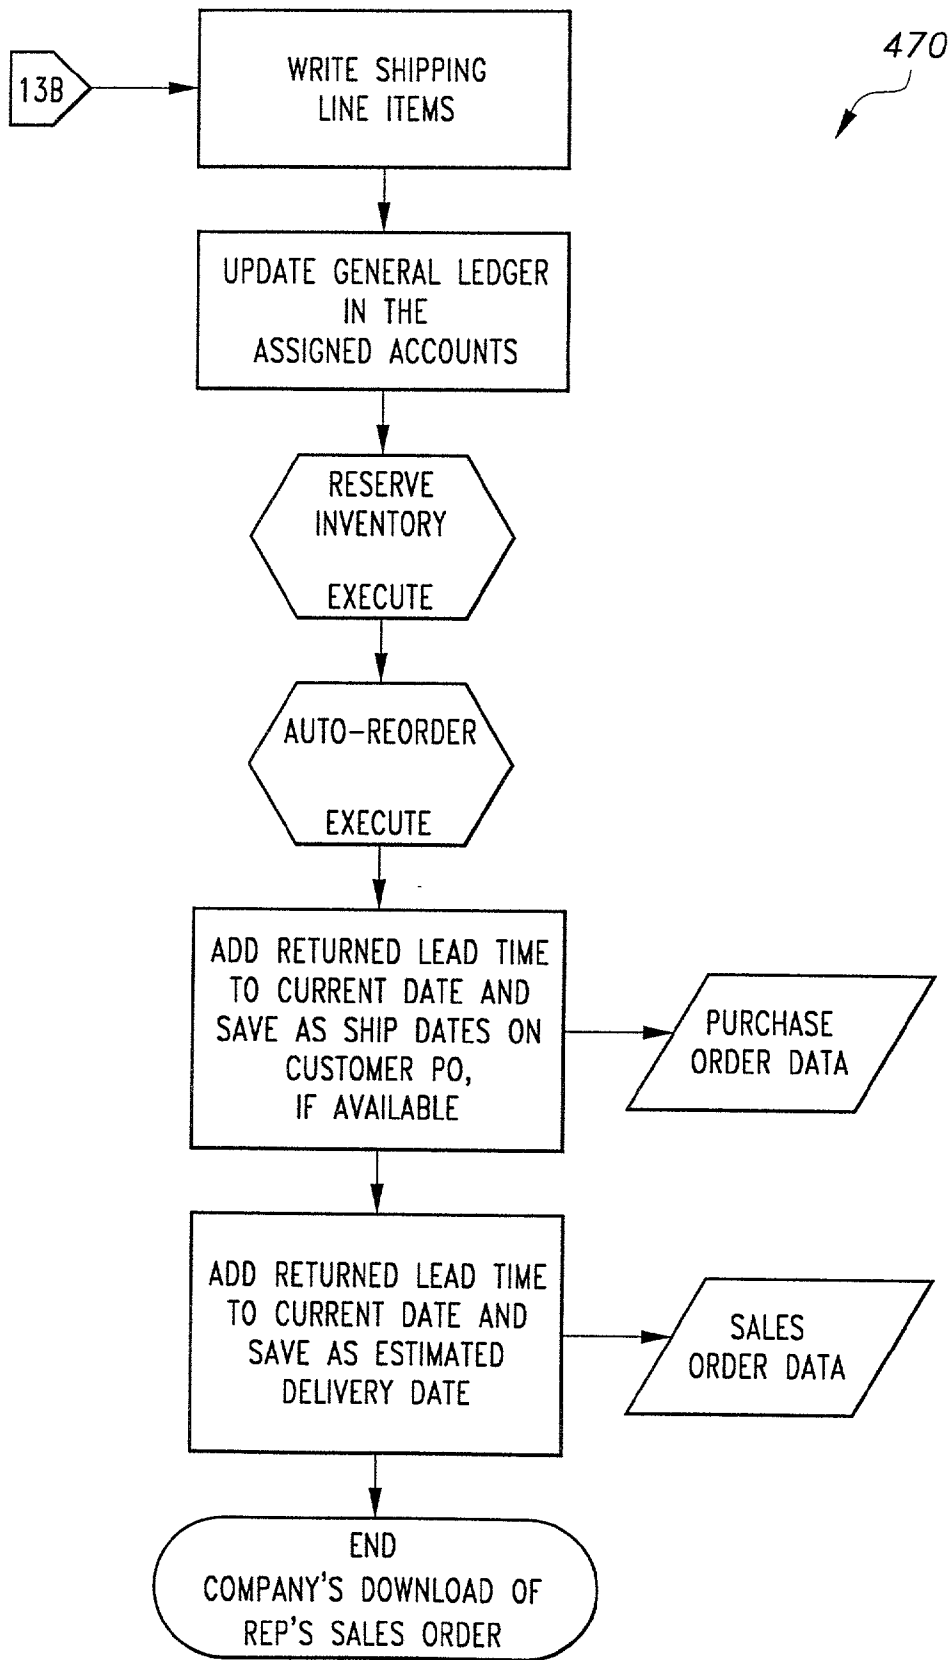 470
13B
WRITE SHIPPING
LINE ITEMS
UPDATE GENERAL LEDGER
IN THE
ASSIGNED ACCOUNTS
RESERVE
INVENTORY
EXECUTE
AUTO-REORDER
EXECUTE
ADD RETURNED LEAD TIME
TO CURRENT DATE AND
SAVE AS SHIP DATES ON
CUSTOMER PO,
IF AVAILABLE
PURCHASE
ORDER DATA
ADD RETURNED LEAD TIME
TO CURRENT DATE AND
SAVE AS ESTIMATED
DELIVERY DATE
SALES
ORDER DATA
END
COMPANY'S DOWNLOAD OF
REP'S SALES ORDER